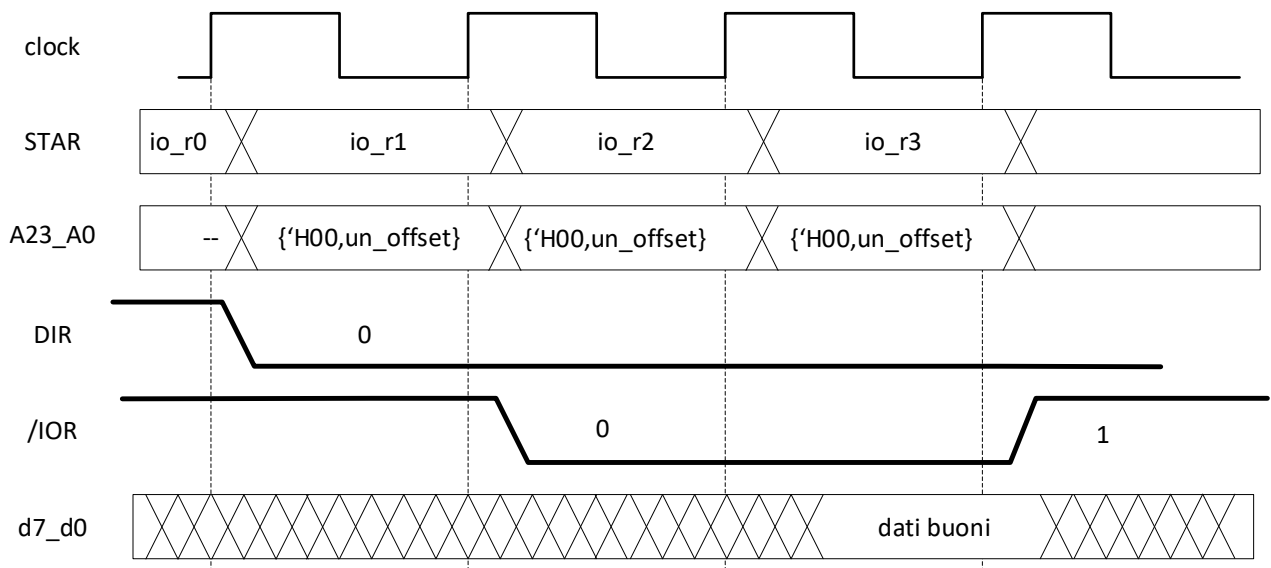 clock
STAR io_r0 io_r1 io_r2 io_r3
A23_A0 -- {‘H00,un_offset} {‘H00,un_offset} {‘H00,un_offset}
DIR 0
/IOR 0 1
d7_d0 dati buoni